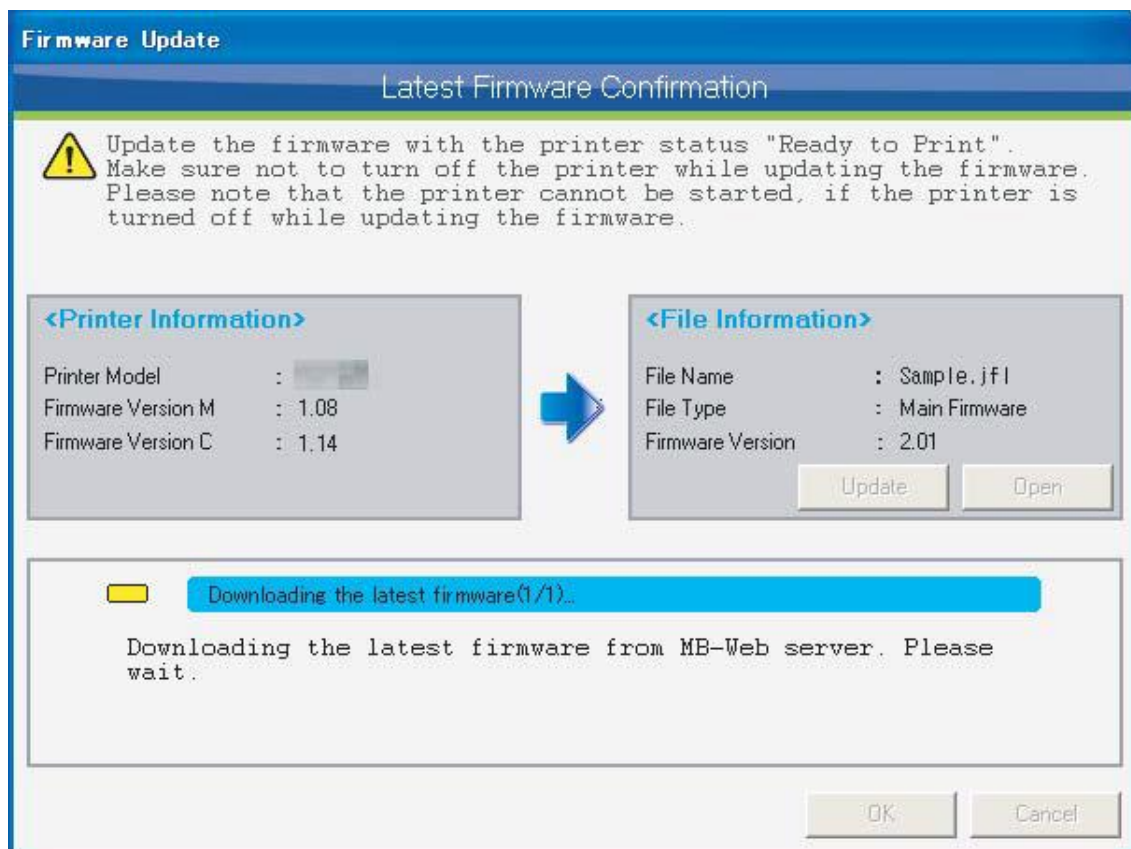 Firmware Update
Latest Firmware Confirmation
Update the firmware with the printer status "Ready to Print".
Make sure not to turn off the printer while updating the firmware.
Please note that the printer cannot be started, if the printer is
turned off while updating the firmware.
<Printer Information>
Printer Model :
Firmware Version M : 1.08
Firmware Version C : 1.14
<File Information>
File Name : Sample.jfl
File Type : Main Firmware
Firmware Version : 2.01
Update Open
Downloading the latest firmware(1/1)...
Downloading the latest firmware from MB-Web server. Please
wait.
OK Cancel